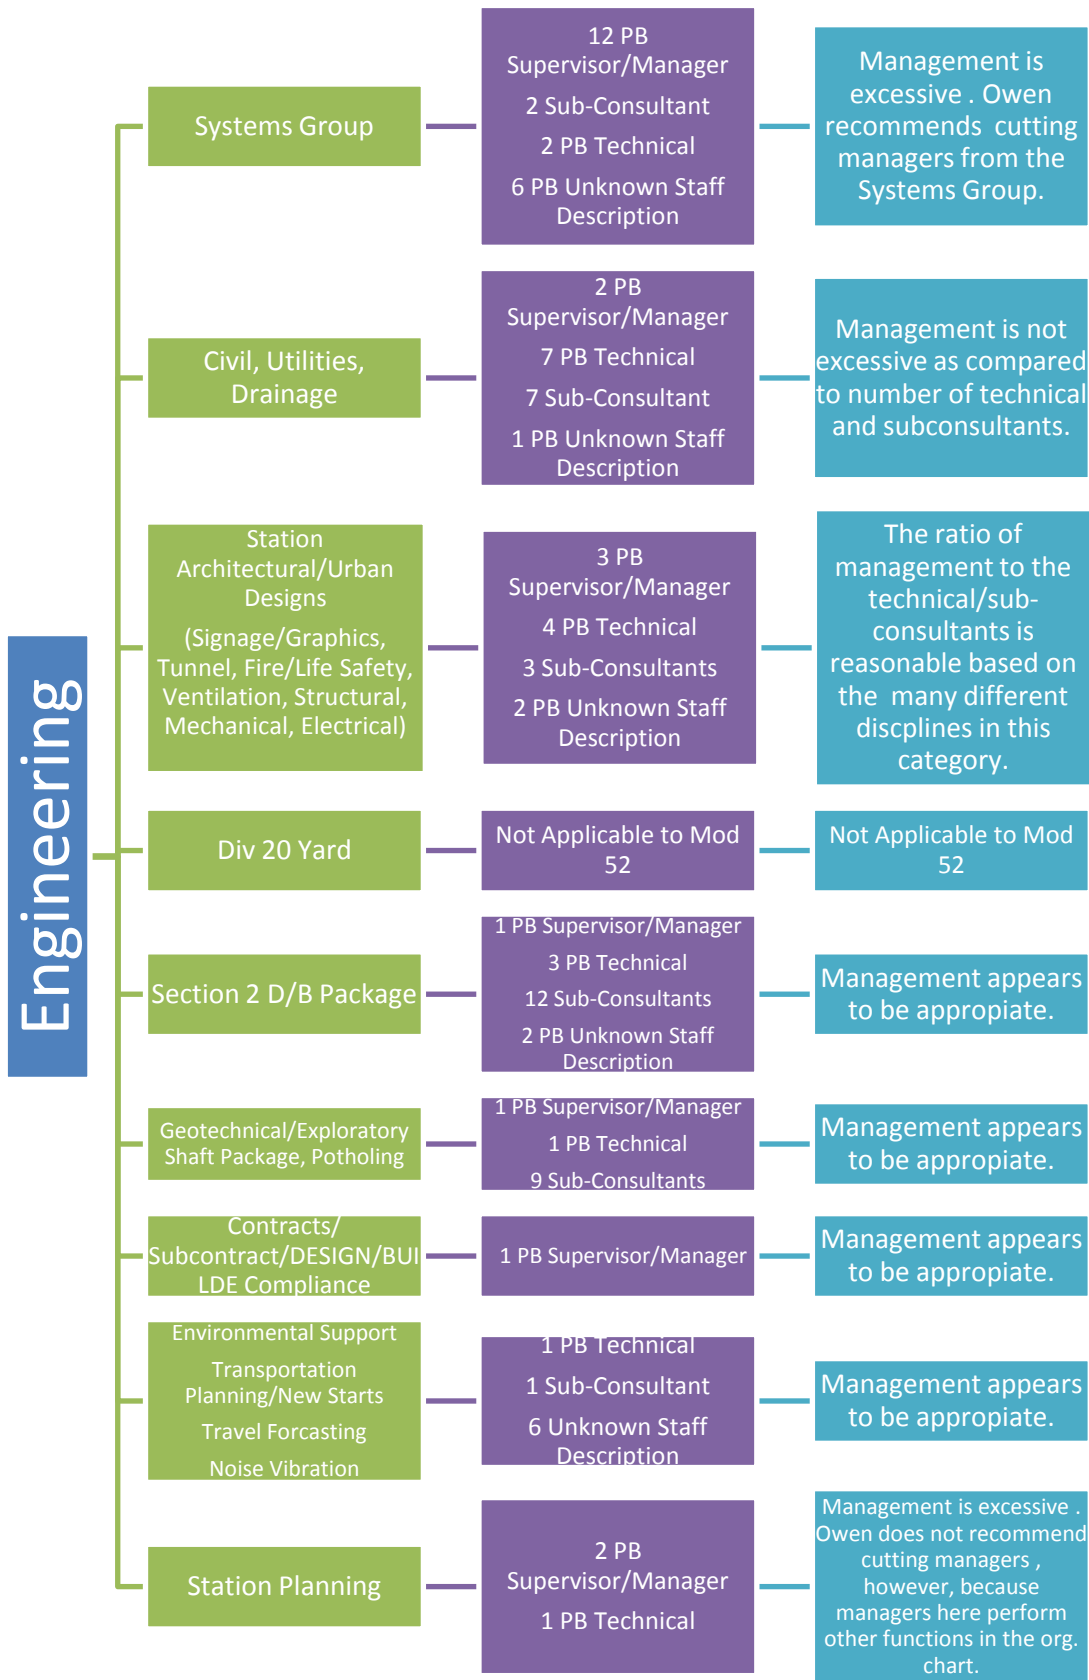 Engineering
Systems Group
12 PB
Supervisor/Manager
2 Sub-Consultant
2 PB Technical
6 PB Unknown Staff
Description
Management is
excessive . Owen
recommends cutting
managers from the
Systems Group.
Civil, Utilities,
Drainage
2 PB
Supervisor/Manager
7 PB Technical
7 Sub-Consultant
1 PB Unknown Staff
Description
Management is not
excessive as compared
to number of technical
and subconsultants.
Station
Architectural/Urban
Designs
(Signage/Graphics,
Tunnel, Fire/Life Safety,
Ventilation, Structural,
Mechanical, Electrical)
3 PB
Supervisor/Manager
4 PB Technical
3 Sub-Consultants
2 PB Unknown Staff
Description
The ratio of
management to the
technical/sub-
consultants is
reasonable based on
the many different
discplines in this
category.
Div 20 Yard
Not Applicable to Mod
52
Not Applicable to Mod
52
Section 2 D/B Package
1 PB Supervisor/Manager
3 PB Technical
12 Sub-Consultants
2 PB Unknown Staff
Description
Management appears
to be appropiate.
Geotechnical/Exploratory
Shaft Package, Potholing
1 PB Supervisor/Manager
1 PB Technical
9 Sub-Consultants
Management appears
to be appropiate.
Contracts/
Subcontract/DESIGN/BUI
LDE Compliance
1 PB Supervisor/Manager
Management appears
to be appropiate.
Environmental Support
Transportation
Planning/New Starts
Travel Forcasting
Noise Vibration
1 PB Technical
1 Sub-Consultant
6 Unknown Staff
Description
Management appears
to be appropiate.
Station Planning
2 PB
Supervisor/Manager
1 PB Technical
Management is excessive .
Owen does not recommend
cutting managers ,
however, because
managers here perform
other functions in the org.
chart.